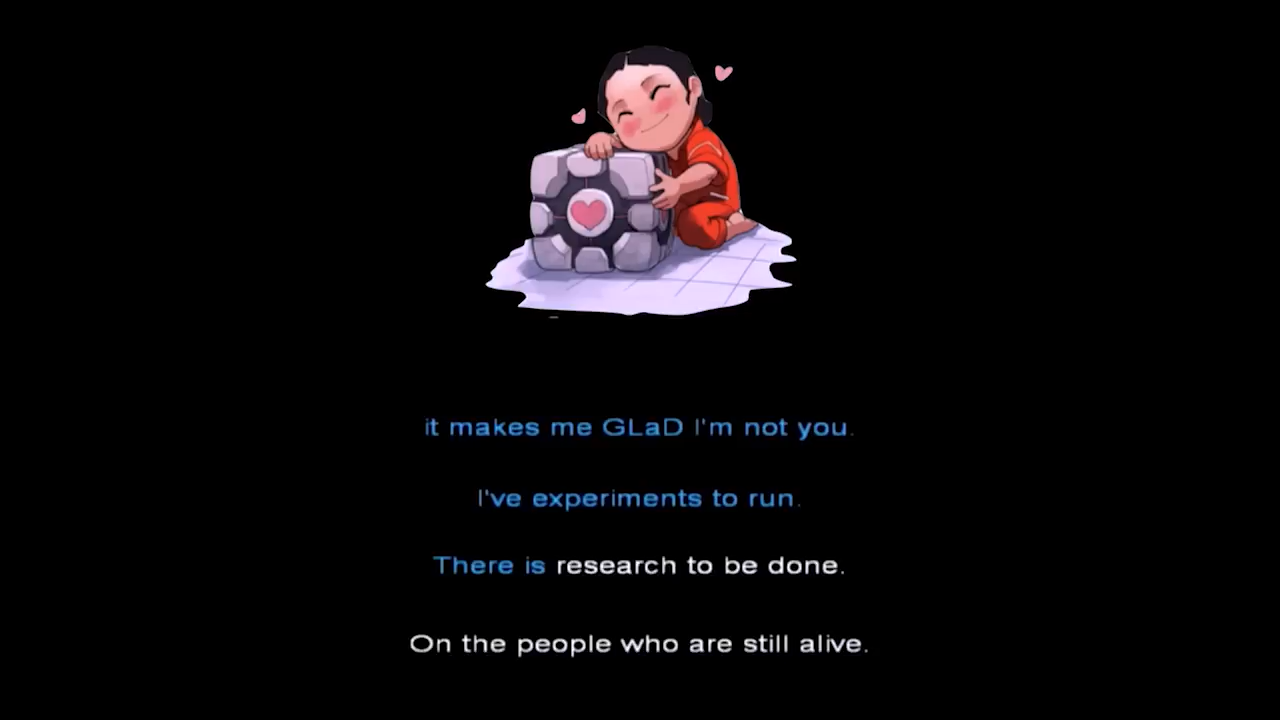 it makes me GLaD I'm not you.
I've experiments to run.
There is research to be done.
On the people who are still alive.